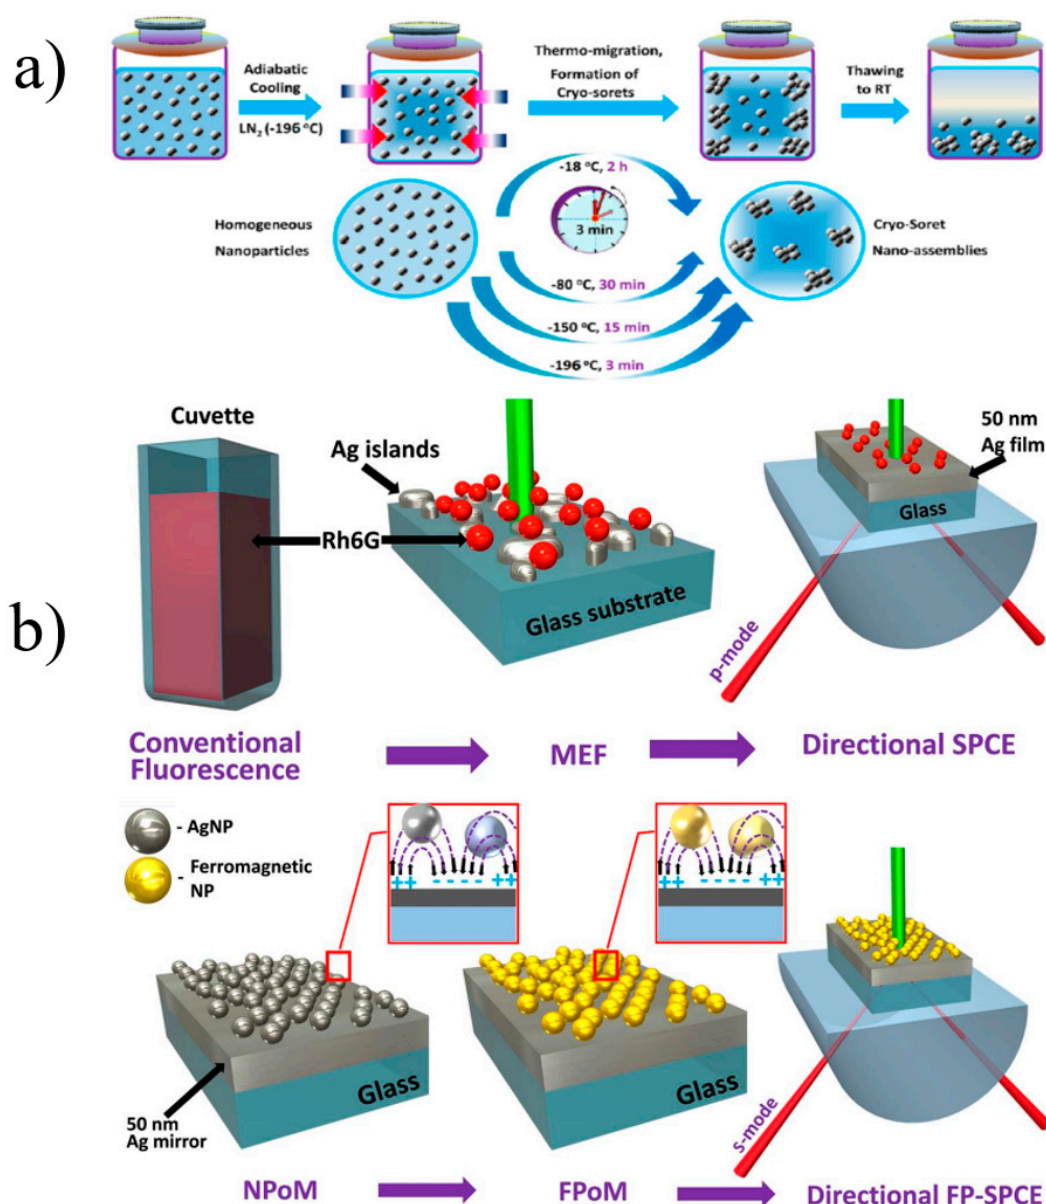 a)
Adiabatic
Cooling
LN₂ (-196 °C)
Thermo-migration,
Formation of
Cryo-sorets
Thawing
to RT
-18 °C, 2 h
3 min
Homogeneous
Nanoparticles
Cryo-Soret
Nano-assemblies
-80 °C, 30 min
-150 °C, 15 min
-196 °C, 3 min
b)
Cuvette
Ag islands
Rh6G
Glass substrate
50 nm
Ag film
Glass
p-mode
Conventional
Fluorescence
MEF
Directional SPCE
- AgNP
- Ferromagnetic
NP
++ - - - - ++
++ - - - - ++
Glass
Glass
50 nm
Ag mirror
s-mode
NPoM
FPoM
Directional FP-SPCE